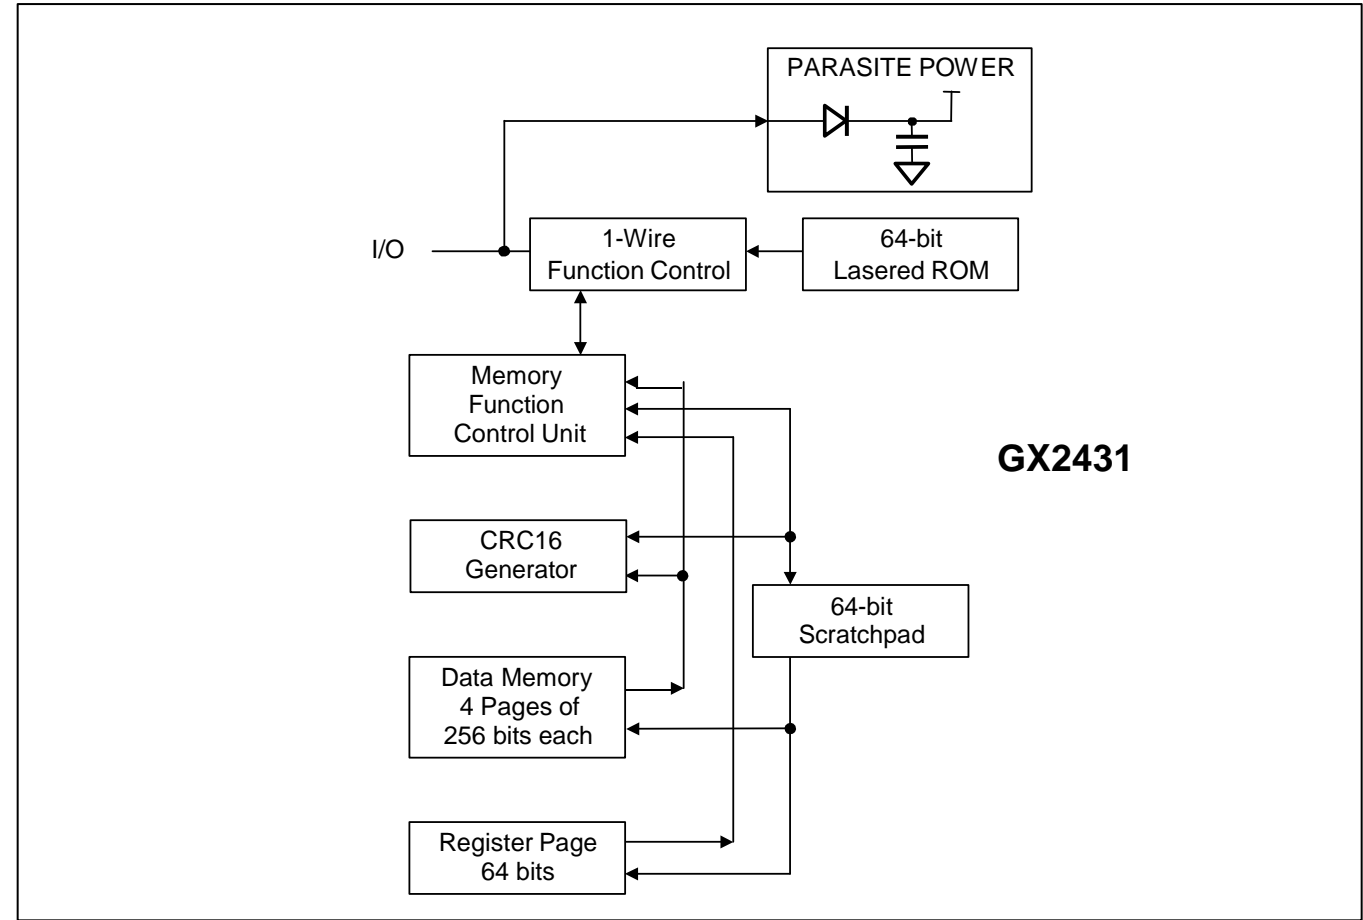 PARASITE POWER
I/O
1-Wire
Function Control
64-bit
Lasered ROM
Memory
Function
Control Unit
GX2431
CRC16
Generator
64-bit
Scratchpad
Data Memory
4 Pages of
256 bits each
Register Page
64 bits